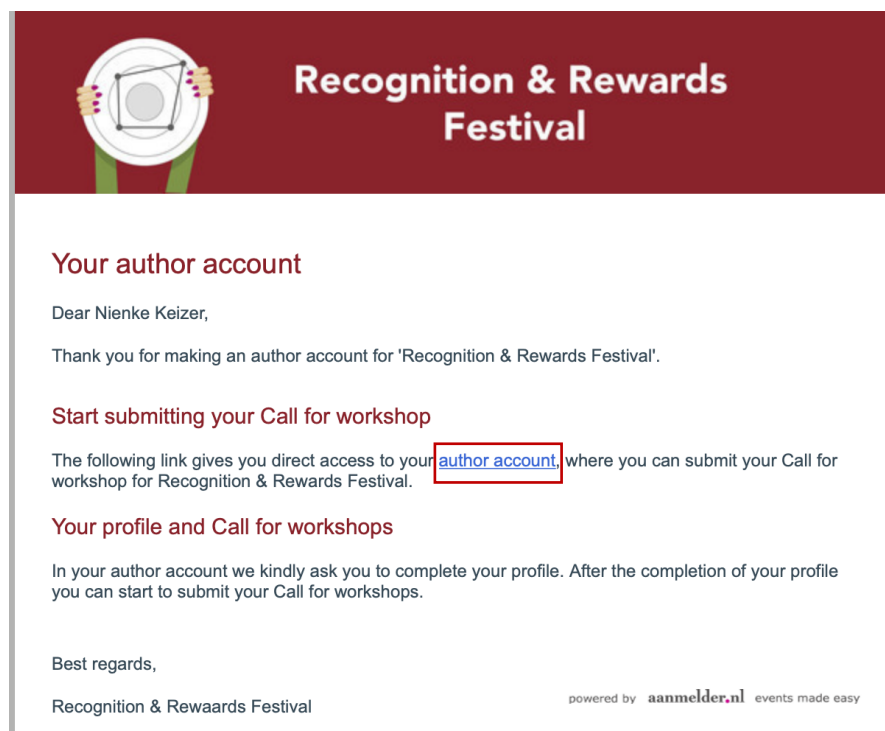 Recognition & Rewards
Festival
Your author account
Dear Nienke Keizer,
Thank you for making an author account for 'Recognition & Rewards Festival'.
Start submitting your Call for workshop
The following link gives you direct access to your author account, where you can submit your Call for
workshop for Recognition & Rewards Festival.
Your profile and Call for workshops
In your author account we kindly ask you to complete your profile. After the completion of your profile
you can start to submit your Call for workshops.
Best regards,
Recognition & Rewaards Festival
powered by aanmelder.nl events made easy